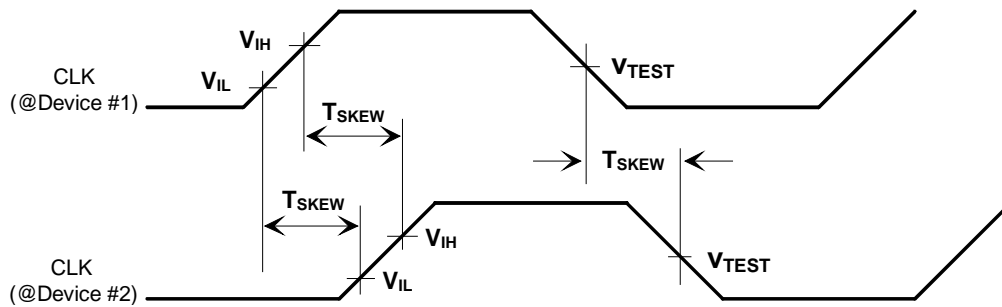 V_IH
V_IL
CLK
(@Device #1)
V_TEST
T_SKEW
T_SKEW
T_SKEW
V_IH
V_IL
V_TEST
CLK
(@Device #2)